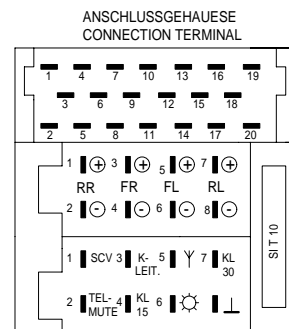 ANSCHLUSSGEHAEUSE
CONNECTION TERMINAL
1 4 7 10 13 16 19
3 6 9 12 15 18
2 5 8 11 14 17 20
1 + 3 + 5 + 7 +
RR FR FL RL
2 - 4 - 6 - 8 -
1 SCV 3 K-LEIT. 5 7 KL 30
2 TEL-MUTE 4 KL 15 6 8
SIT 10